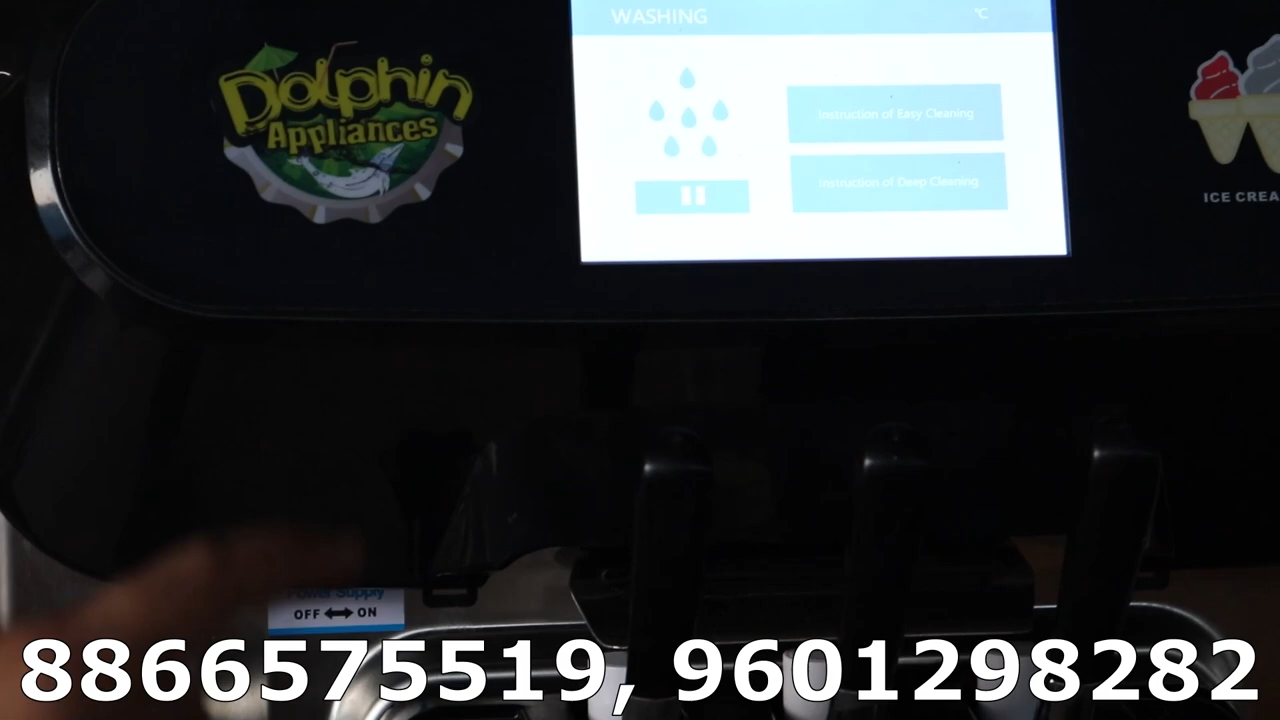 WASHING
°C
Dolphin
Appliances
Instruction of Easy Cleaning
Instruction of Deep Cleaning
ICE CREA
Power Supply
OFF ↔ ON
8866575519, 9601298282